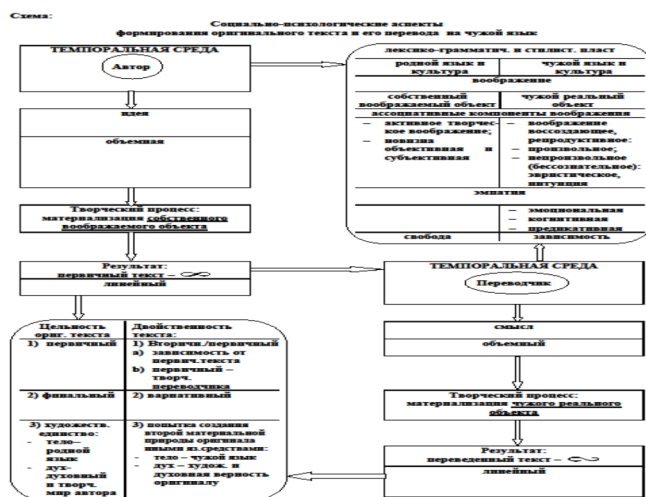 Схема:
Социально-психологические аспекты
формирования оригинального текста и его перевода на чужой язык
ТЕМПОРАЛЬНАЯ СРЕДА
Автор
идея
объемная
Творческий процесс:
материализация собственного
воображаемого объекта
Результат:
первичный текст – ∞
линейный
лексико-грамматич. и стилист. пласт
родной язык и
культура
чужой язык и
культура
воображение
собственный
воображаемый объект
чужой реальный
объект
ассоциативные компоненты воображения
– активное творчес-
кое воображение;
– новизна
объективная и
субъективная
– воображение
воссоздающее,
репродуктивное:
– произвольное;
– непроизвольное
(бессознательное):
эвристическое,
интуиция
эмпатия
– эмоциональная
– когнитивная
– предикативная
свобода
зависимость
ТЕМПОРАЛЬНАЯ СРЕДА
Переводчик
смысл
объемный
Творческий процесс:
материализация чужого реального
объекта
Результат:
переведенный текст – ∞
линейный
Цельность
ориг. текста
1) первичный
2) финальный
3) художеств.
единство:
- тело–
родной
язык
- дух-
духовный
и творч.
мир автора
Двойственность
текста:
1) Вторичн./первичный
a) зависимость от
первич.текста
b) первичный –
творч.
переводчика
2) вариативный
3) попытка создания
второй материальной
природы оригинала
иными яз.средствами:
- тело – чужой язык
- дух – худож. и
духовная верность
оригиналу